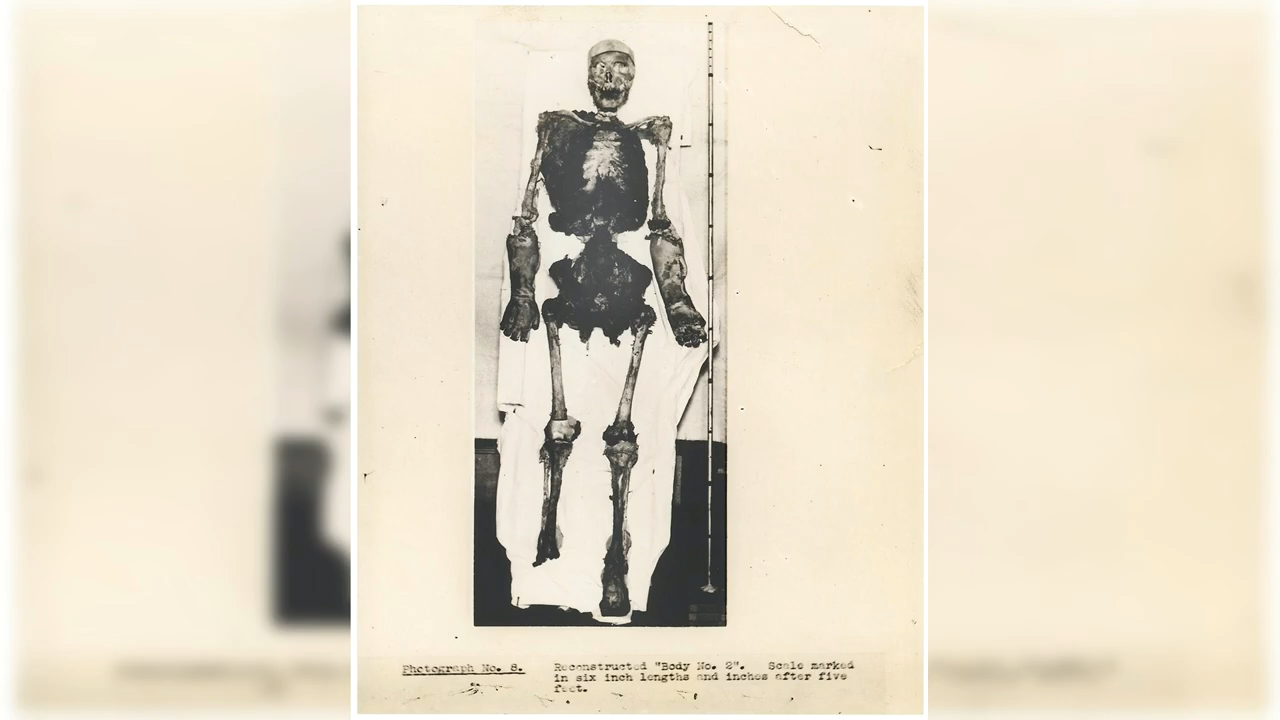 Photograph No. 8.
Reconstructed "Body No. 2". Scale marked
in six inch lengths and inches after five
feet.